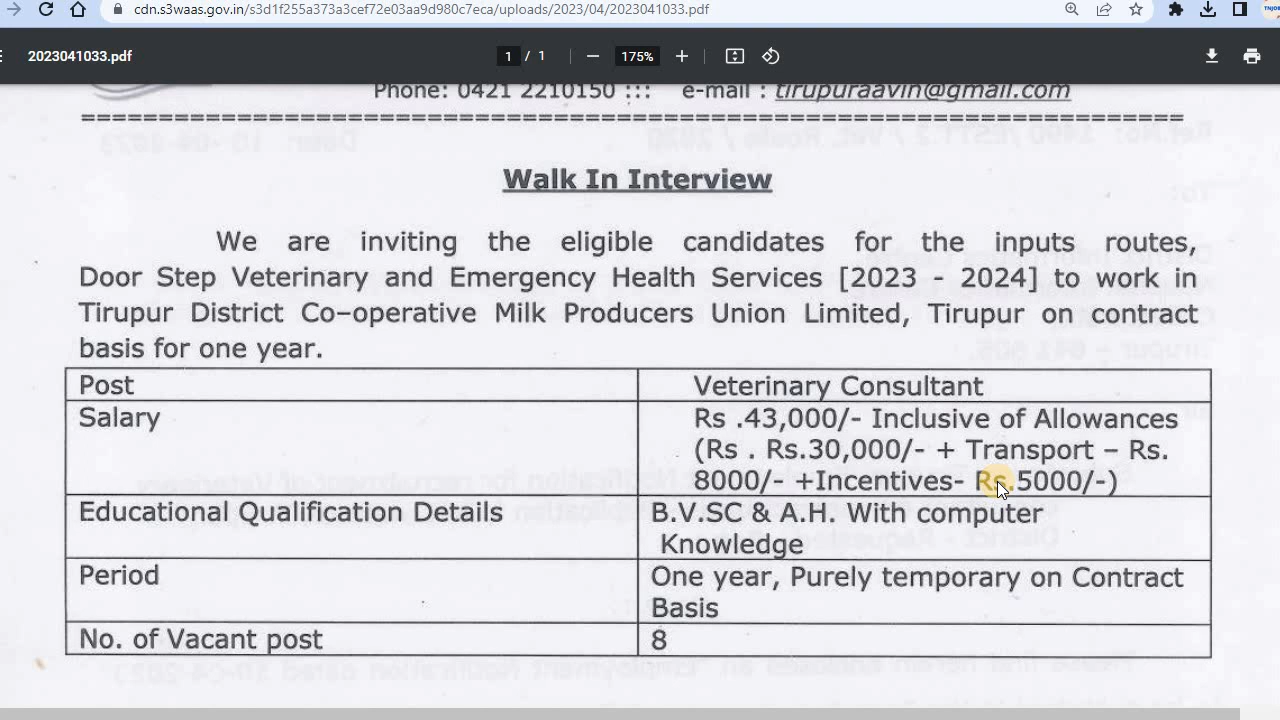 cdn.s3waas.gov.in/s3d1f255a373a3cef72e03aa9d980c7eca/uploads/2023/04/2023041033.pdf
2023041033.pdf
1 / 1
175%
Phone: 0421 2210150 ::: e-mail : tirupuraavin@gmail.com
==========================================================================
Walk In Interview
We are inviting the eligible candidates for the inputs routes,
Door Step Veterinary and Emergency Health Services [2023 - 2024] to work in
Tirupur District Co-operative Milk Producers Union Limited, Tirupur on contract
basis for one year.
Post Veterinary Consultant
Salary Rs .43,000/- Inclusive of Allowances
(Rs . Rs.30,000/- + Transport – Rs.
8000/- +Incentives- Rs.5000/-)
Educational Qualification Details B.V.SC & A.H. With computer
Knowledge
Period One year, Purely temporary on Contract
Basis
No. of Vacant post 8